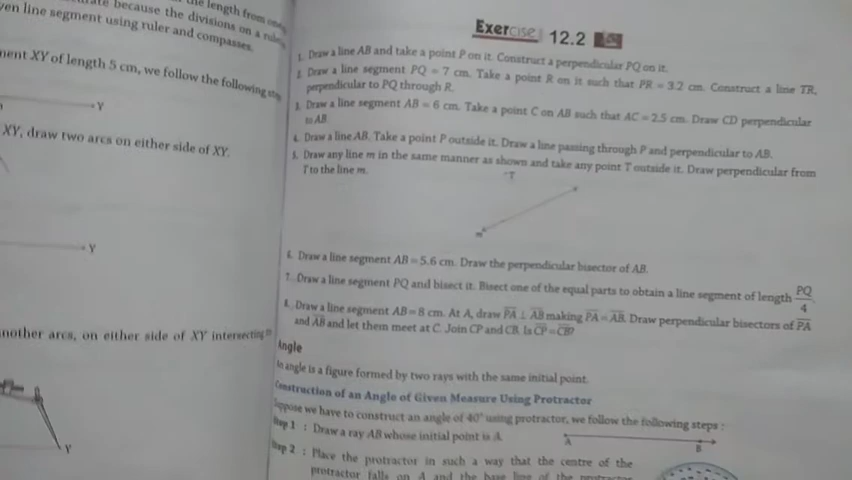 the length from one
because the divisions on a ruler
en line segment using ruler and compasses.
ment XY of length 5 cm, we follow the following step
Y
XY, draw two arcs on either side of XY.
Y
nother arcs, on either side of XY intersecting
Y
Exercise 12.2
1. Draw a line AB and take a point P on it. Construct a perpendicular PQ on it.
2. Draw a line segment PQ = 7 cm. Take a point R on it such that PR = 3.2 cm. Construct a line TR,
perpendicular to PQ through R.
3. Draw a line segment AB = 6 cm. Take a point C on AB such that AC = 2.5 cm. Draw CD perpendicular
to AB.
4. Draw a line AB. Take a point P outside it. Draw a line passing through P and perpendicular to AB.
5. Draw any line m in the same manner as shown and take any point T outside it. Draw perpendicular from
T to the line m.
T
m
6. Draw a line segment AB = 5.6 cm. Draw the perpendicular bisector of AB.
7. Draw a line segment PQ and bisect it. Bisect one of the equal parts to obtain a line segment of length PQ/4.
8. Draw a line segment AB = 8 cm. At A, draw P̅A̅ ⊥ A̅B̅ making P̅A̅ = A̅B̅. Draw perpendicular bisectors of P̅A̅
and A̅B̅ and let them meet at C. Join CP and CB. Is C̅P̅ = C̅B̅?
Angle
An angle is a figure formed by two rays with the same initial point.
Construction of an Angle of Given Measure Using Protractor
Suppose we have to construct an angle of 40° using protractor, we follow the following steps :
Step 1 : Draw a ray AB whose initial point is A.
A B
Step 2 : Place the protractor in such a way that the centre of the
protractor falls on A and the base line of the protractor